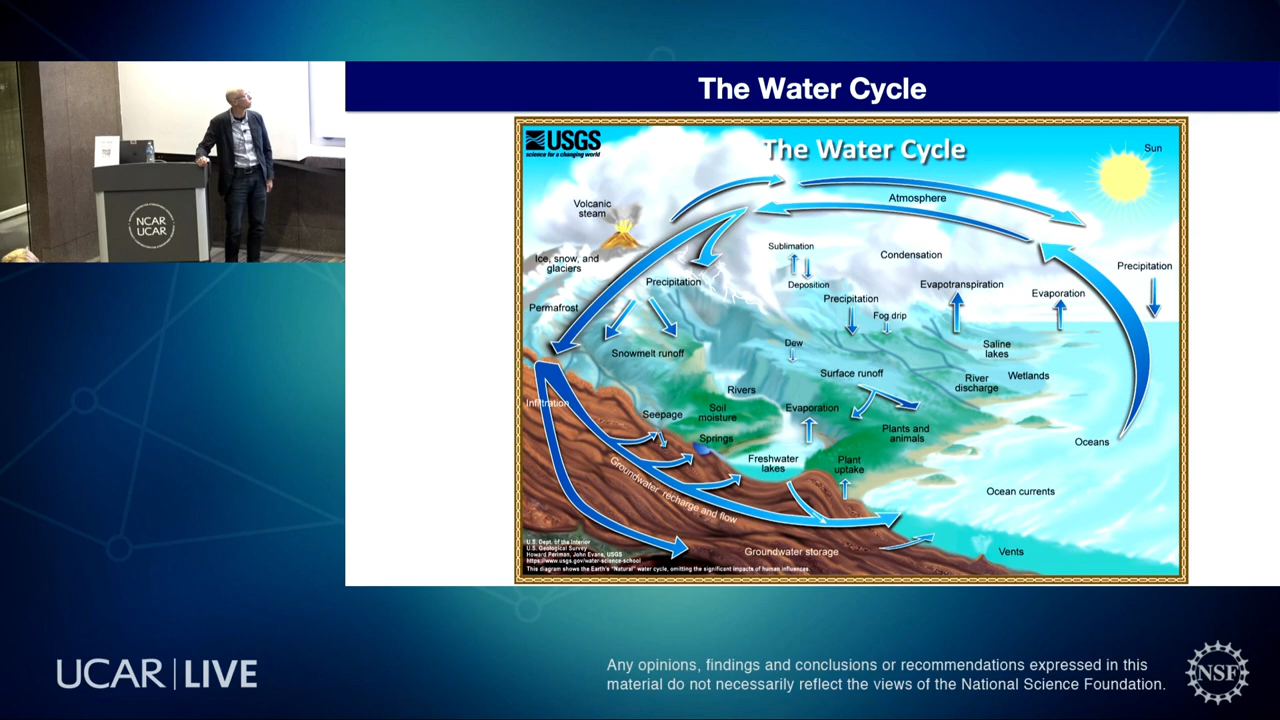 The Water Cycle
USGS
science for a changing world
The Water Cycle
Sun
Volcanic
steam
Atmosphere
Ice, snow, and
glaciers
Sublimation
Condensation
Precipitation
Precipitation
Deposition
Evapotranspiration
Evaporation
Permafrost
Precipitation
Fog drip
Snowmelt runoff
Dew
Saline
lakes
Surface runoff
River
discharge
Wetlands
Infiltration
Rivers
Seepage
Soil
moisture
Evaporation
Plants and
animals
Springs
Oceans
Freshwater
lakes
Plant
uptake
Groundwater recharge and flow
Ocean currents
Groundwater storage
Vents
U.S. Dept. of the Interior
U.S. Geological Survey
Howard Perlman, John Evans, USGS
https://www.usgs.gov/water-science-school
This diagram shows the Earth's "Natural" water cycle, omitting the significant impacts of human influences.
NCAR
UCAR
UCAR | LIVE
Any opinions, findings and conclusions or recommendations expressed in this
material do not necessarily reflect the views of the National Science Foundation.
NSF